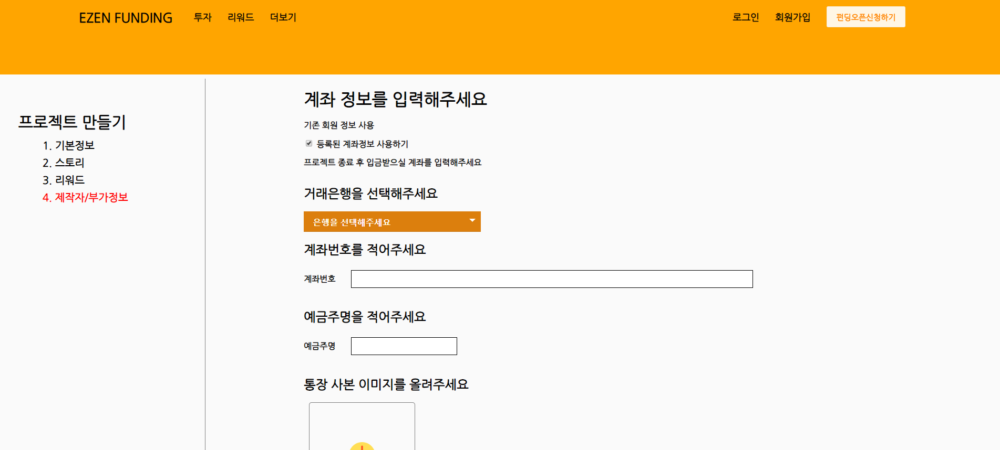 EZEN FUNDING 투자 리워드 더보기 로그인 회원가입 펀딩오픈신청하기
프로젝트 만들기
1. 기본정보
2. 스토리
3. 리워드
4. 제작자/부가정보
계좌 정보를 입력해주세요
기존 회원 정보 사용
등록된 계좌정보 사용하기
프로젝트 종료 후 입금받으실 계좌를 입력해주세요
거래은행을 선택해주세요
은행을 선택해주세요
계좌번호를 적어주세요
계좌번호
예금주명을 적어주세요
예금주명
통장 사본 이미지를 올려주세요